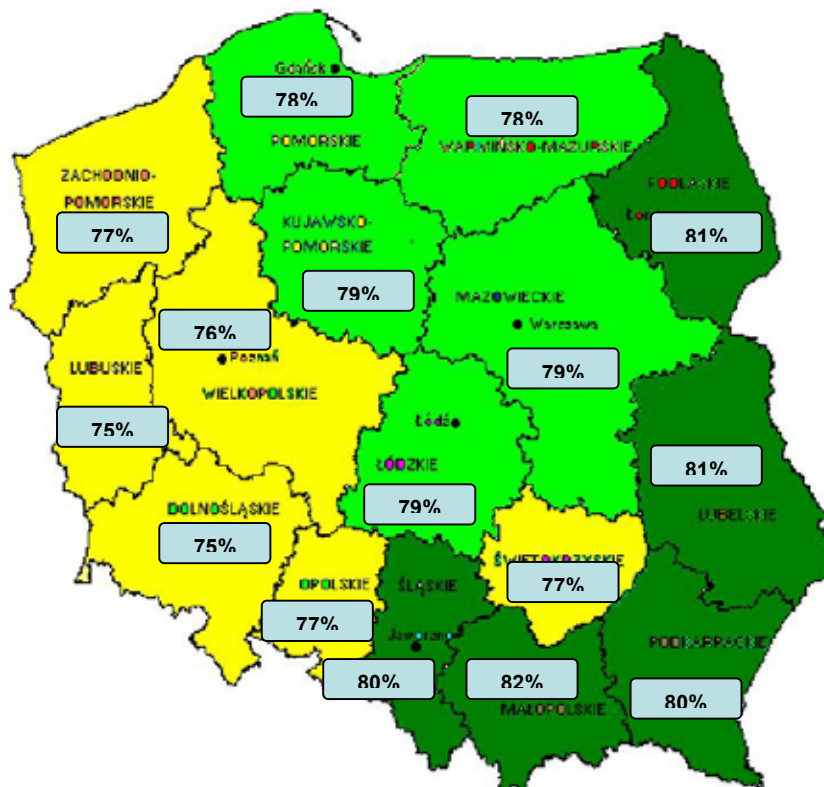 Gdańsk
78%
POMORSKIE
78%
WARMIŃSKO-MAZURSKIE
ZACHODNIO-
POMORSKIE
77%
PODLASKIE
81%
KUJAWSKO-
POMORSKIE
79%
MAZOWIECKIE
Warszawa
79%
76%
Poznań
WIELKOPOLSKIE
LUBUSKIE
75%
Łódź
ŁÓDZKIE
79%
81%
LUBELSKIE
DOLNOŚLĄSKIE
75%
OPOLSKIE
77%
ŚLĄSKIE
Jaworzno
80%
ŚWIĘTOKRZYSKIE
77%
82%
MAŁOPOLSKIE
PODKARPACKIE
80%